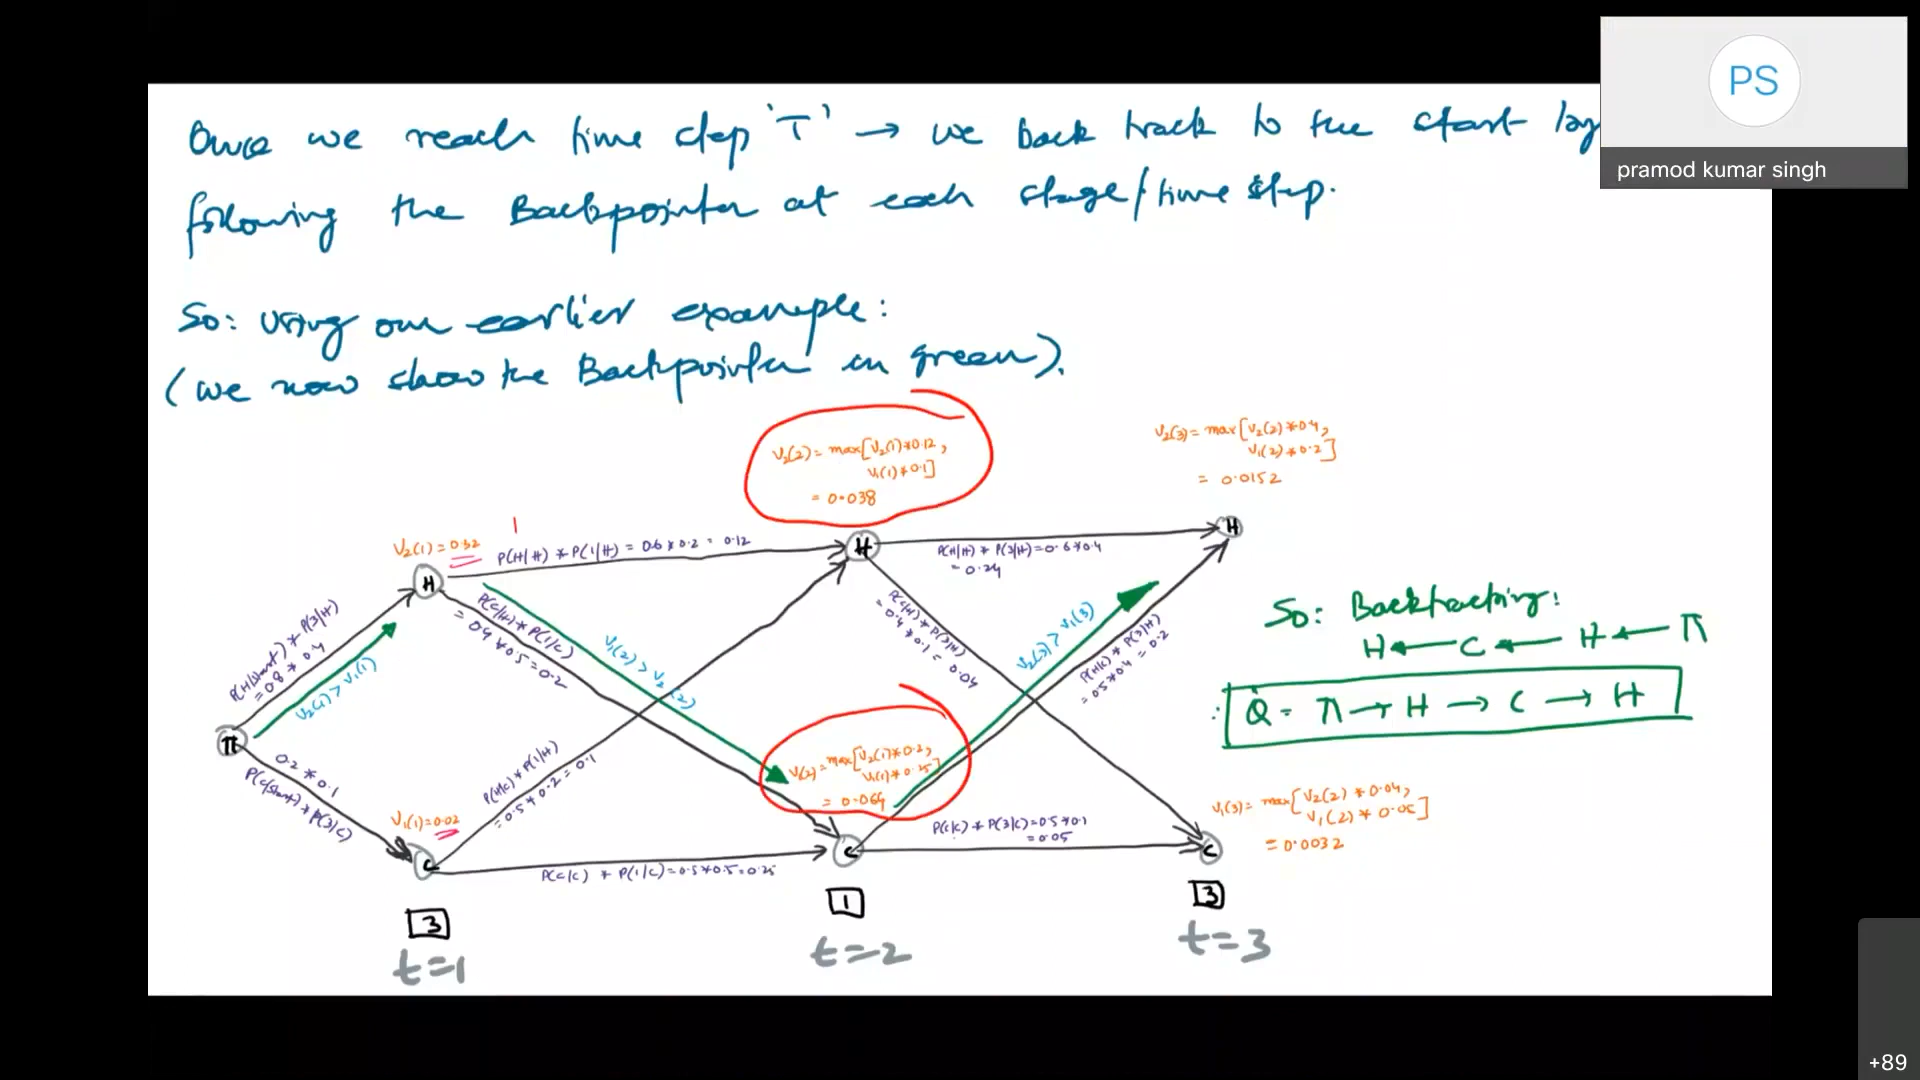 Once we reach time step 'T' → we back track to the start by
following the Backpointer at each stage/time step.
So: Using our earlier example:
(we now show the Backpointer in green).
PS
pramod kumar singh
V₂(2) = max[V₂(1)*0.12,
V₁(1)*0.1]
= 0.038
V₂(3) = max[V₂(2)*0.4,
V₁(2)*0.2]
= 0.0152
V₂(1) = 0.32
P(H|H) * P(1|H) = 0.6 * 0.2 = 0.12
H
H
H
P(H|H) * P(3|H) = 0.6*0.4
= 0.24
P(H|start) * P(3|H)
= 0.8 * 0.4
V₂(1) > V₁(1)
P(C|H) * P(1|C)
= 0.4 * 0.5 = 0.2
V₁(2) > V₂(2)
P(C|H) * P(3|H)
= 0.4 * 0.1 = 0.04
V₂(3) > V₁(3)
P(H|C) * P(3|H)
= 0.5*0.4 = 0.2
So: Backtracking:
H ← C ← H ← π
∴ Q = π → H → C → H
π
0.2 * 0.1
P(C|start) * P(3|C)
V₁(1) = 0.02
P(H|C) * P(1|H)
= 0.5 * 0.2 = 0.1
V₁(2) = max[V₂(1)*0.2,
V₁(1)*0.25]
= 0.064
P(C|C) * P(3|C) = 0.5*0.1
= 0.05
V₁(3) = max[V₂(2) * 0.04,
V₁(2) * 0.05]
= 0.0032
C
C
C
P(C|C) * P(1|C) = 0.5*0.5 = 0.25
3
1
3
t=1
t=2
t=3
+89